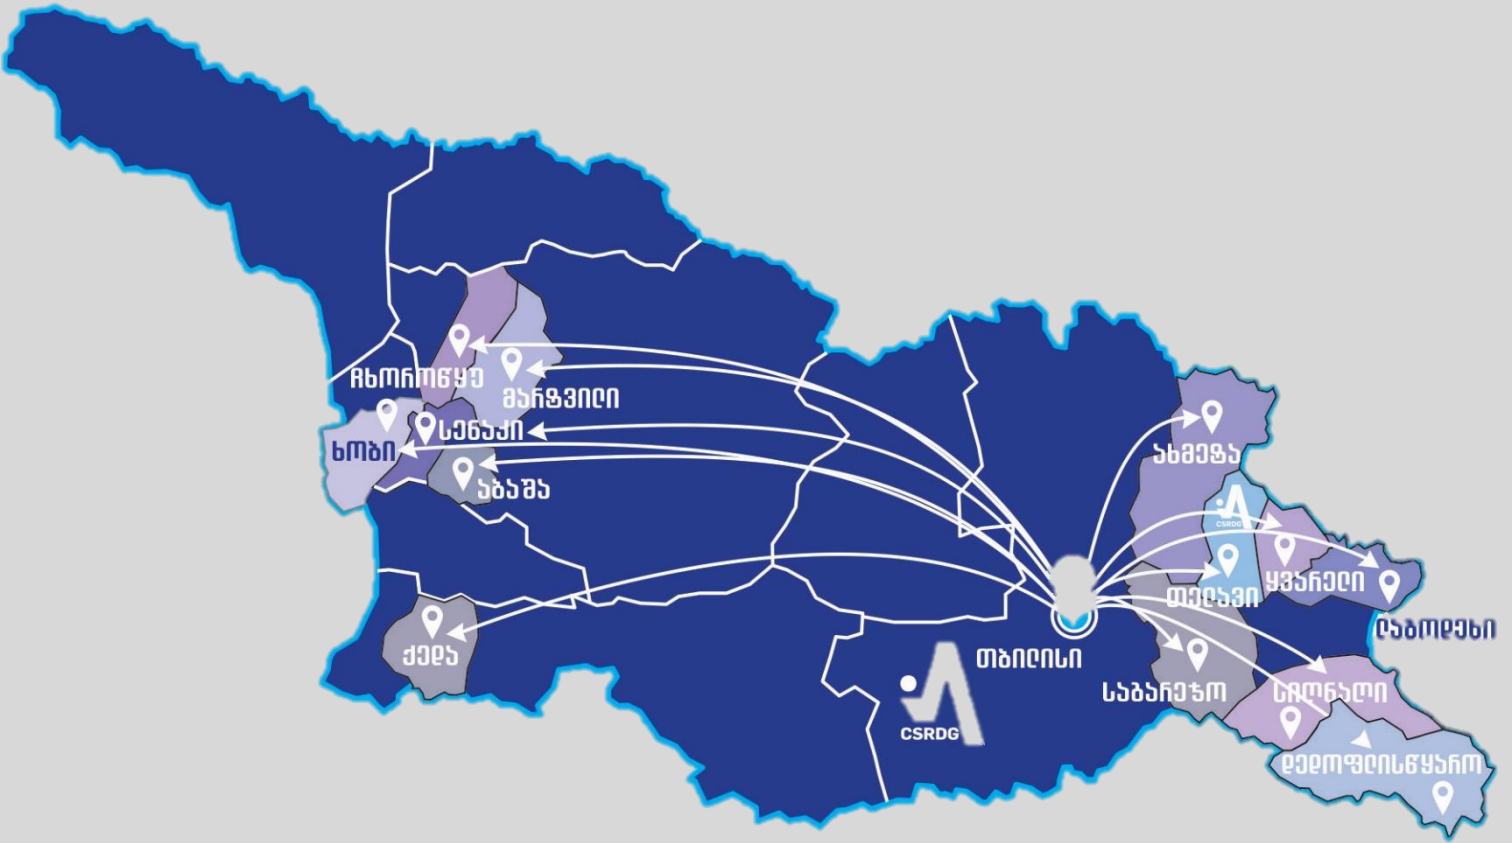 ჩხოროწყუ
მარტვილი
სენაკი
ხობი
აბაშა
ქედა
თბილისი
CSRDG
ახმეტა
CSRDG
ყვარელი
თელავი
ლაგოდეხი
საგარეჯო
სიღნაღი
დედოფლისწყარო